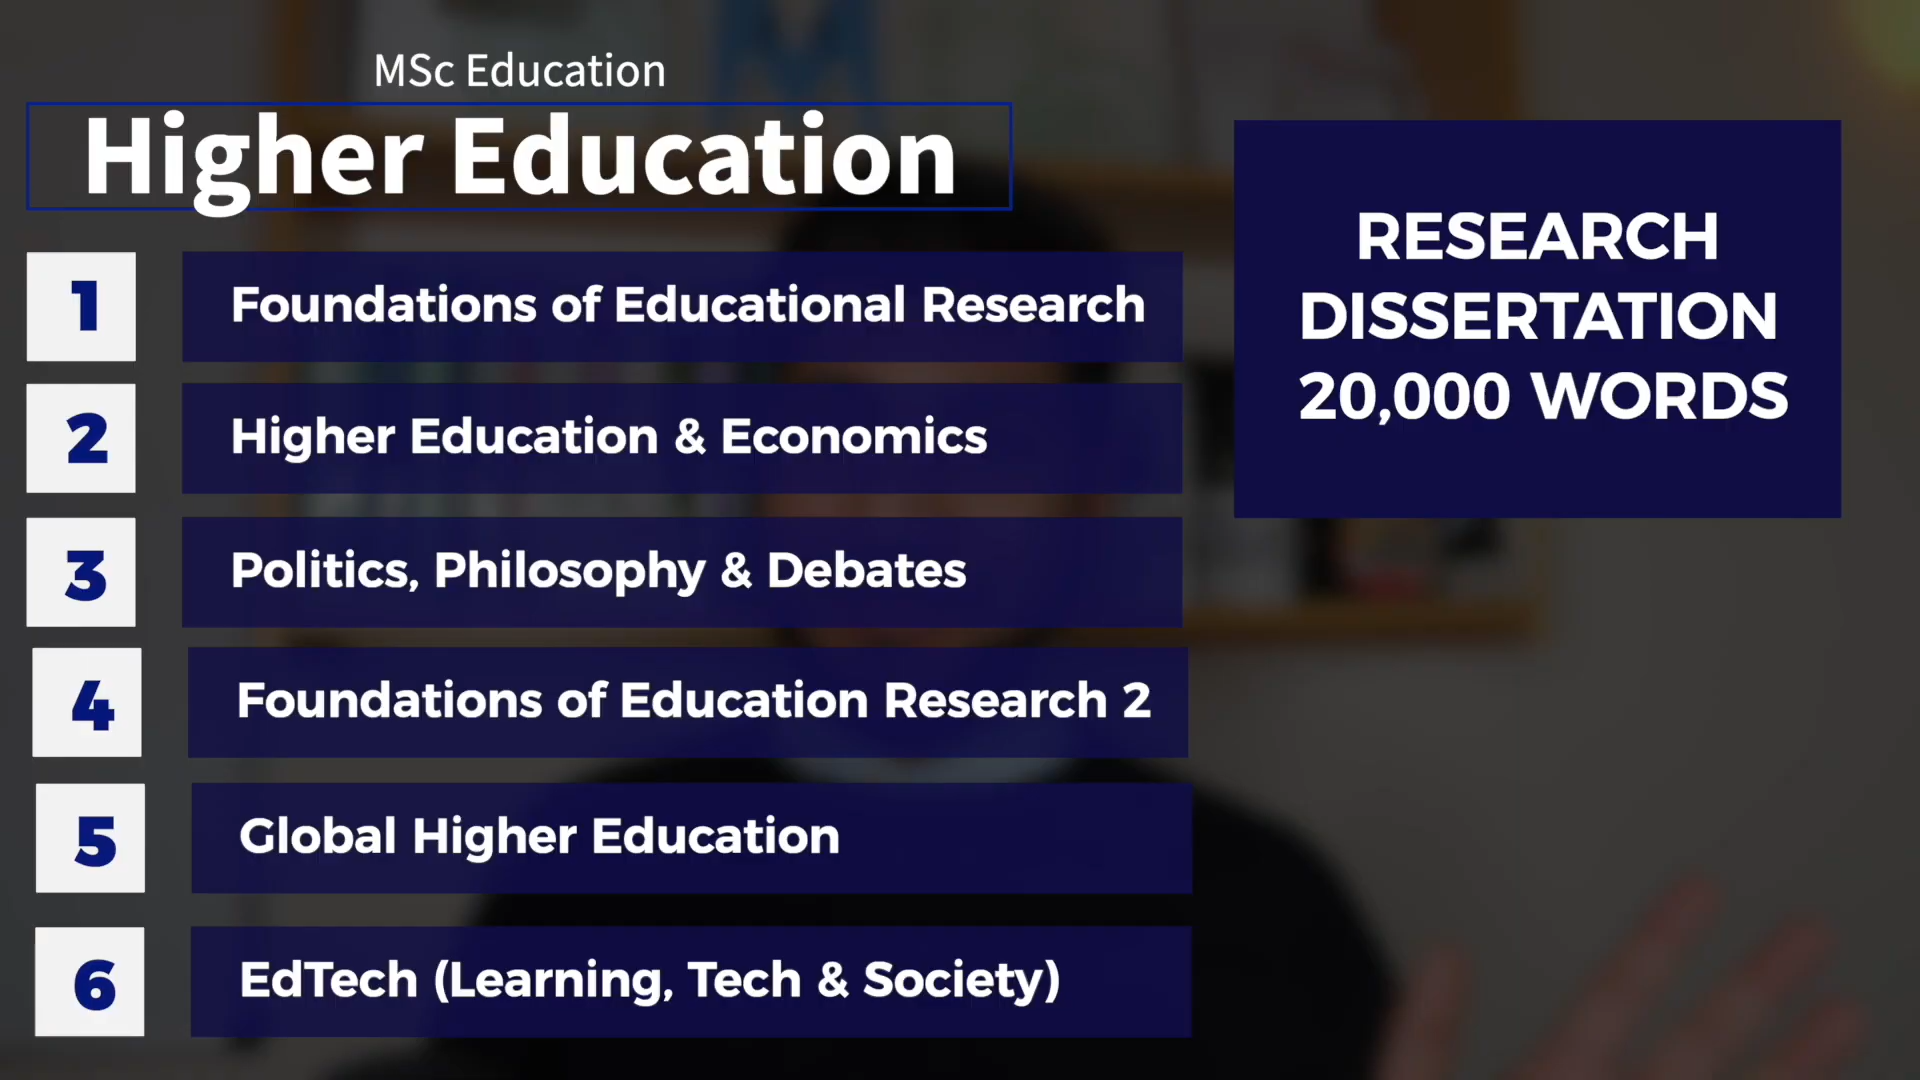 MSc Education
Higher Education
1 Foundations of Educational Research
2 Higher Education & Economics
3 Politics, Philosophy & Debates
4 Foundations of Education Research 2
5 Global Higher Education
6 EdTech (Learning, Tech & Society)
RESEARCH
DISSERTATION
20,000 WORDS